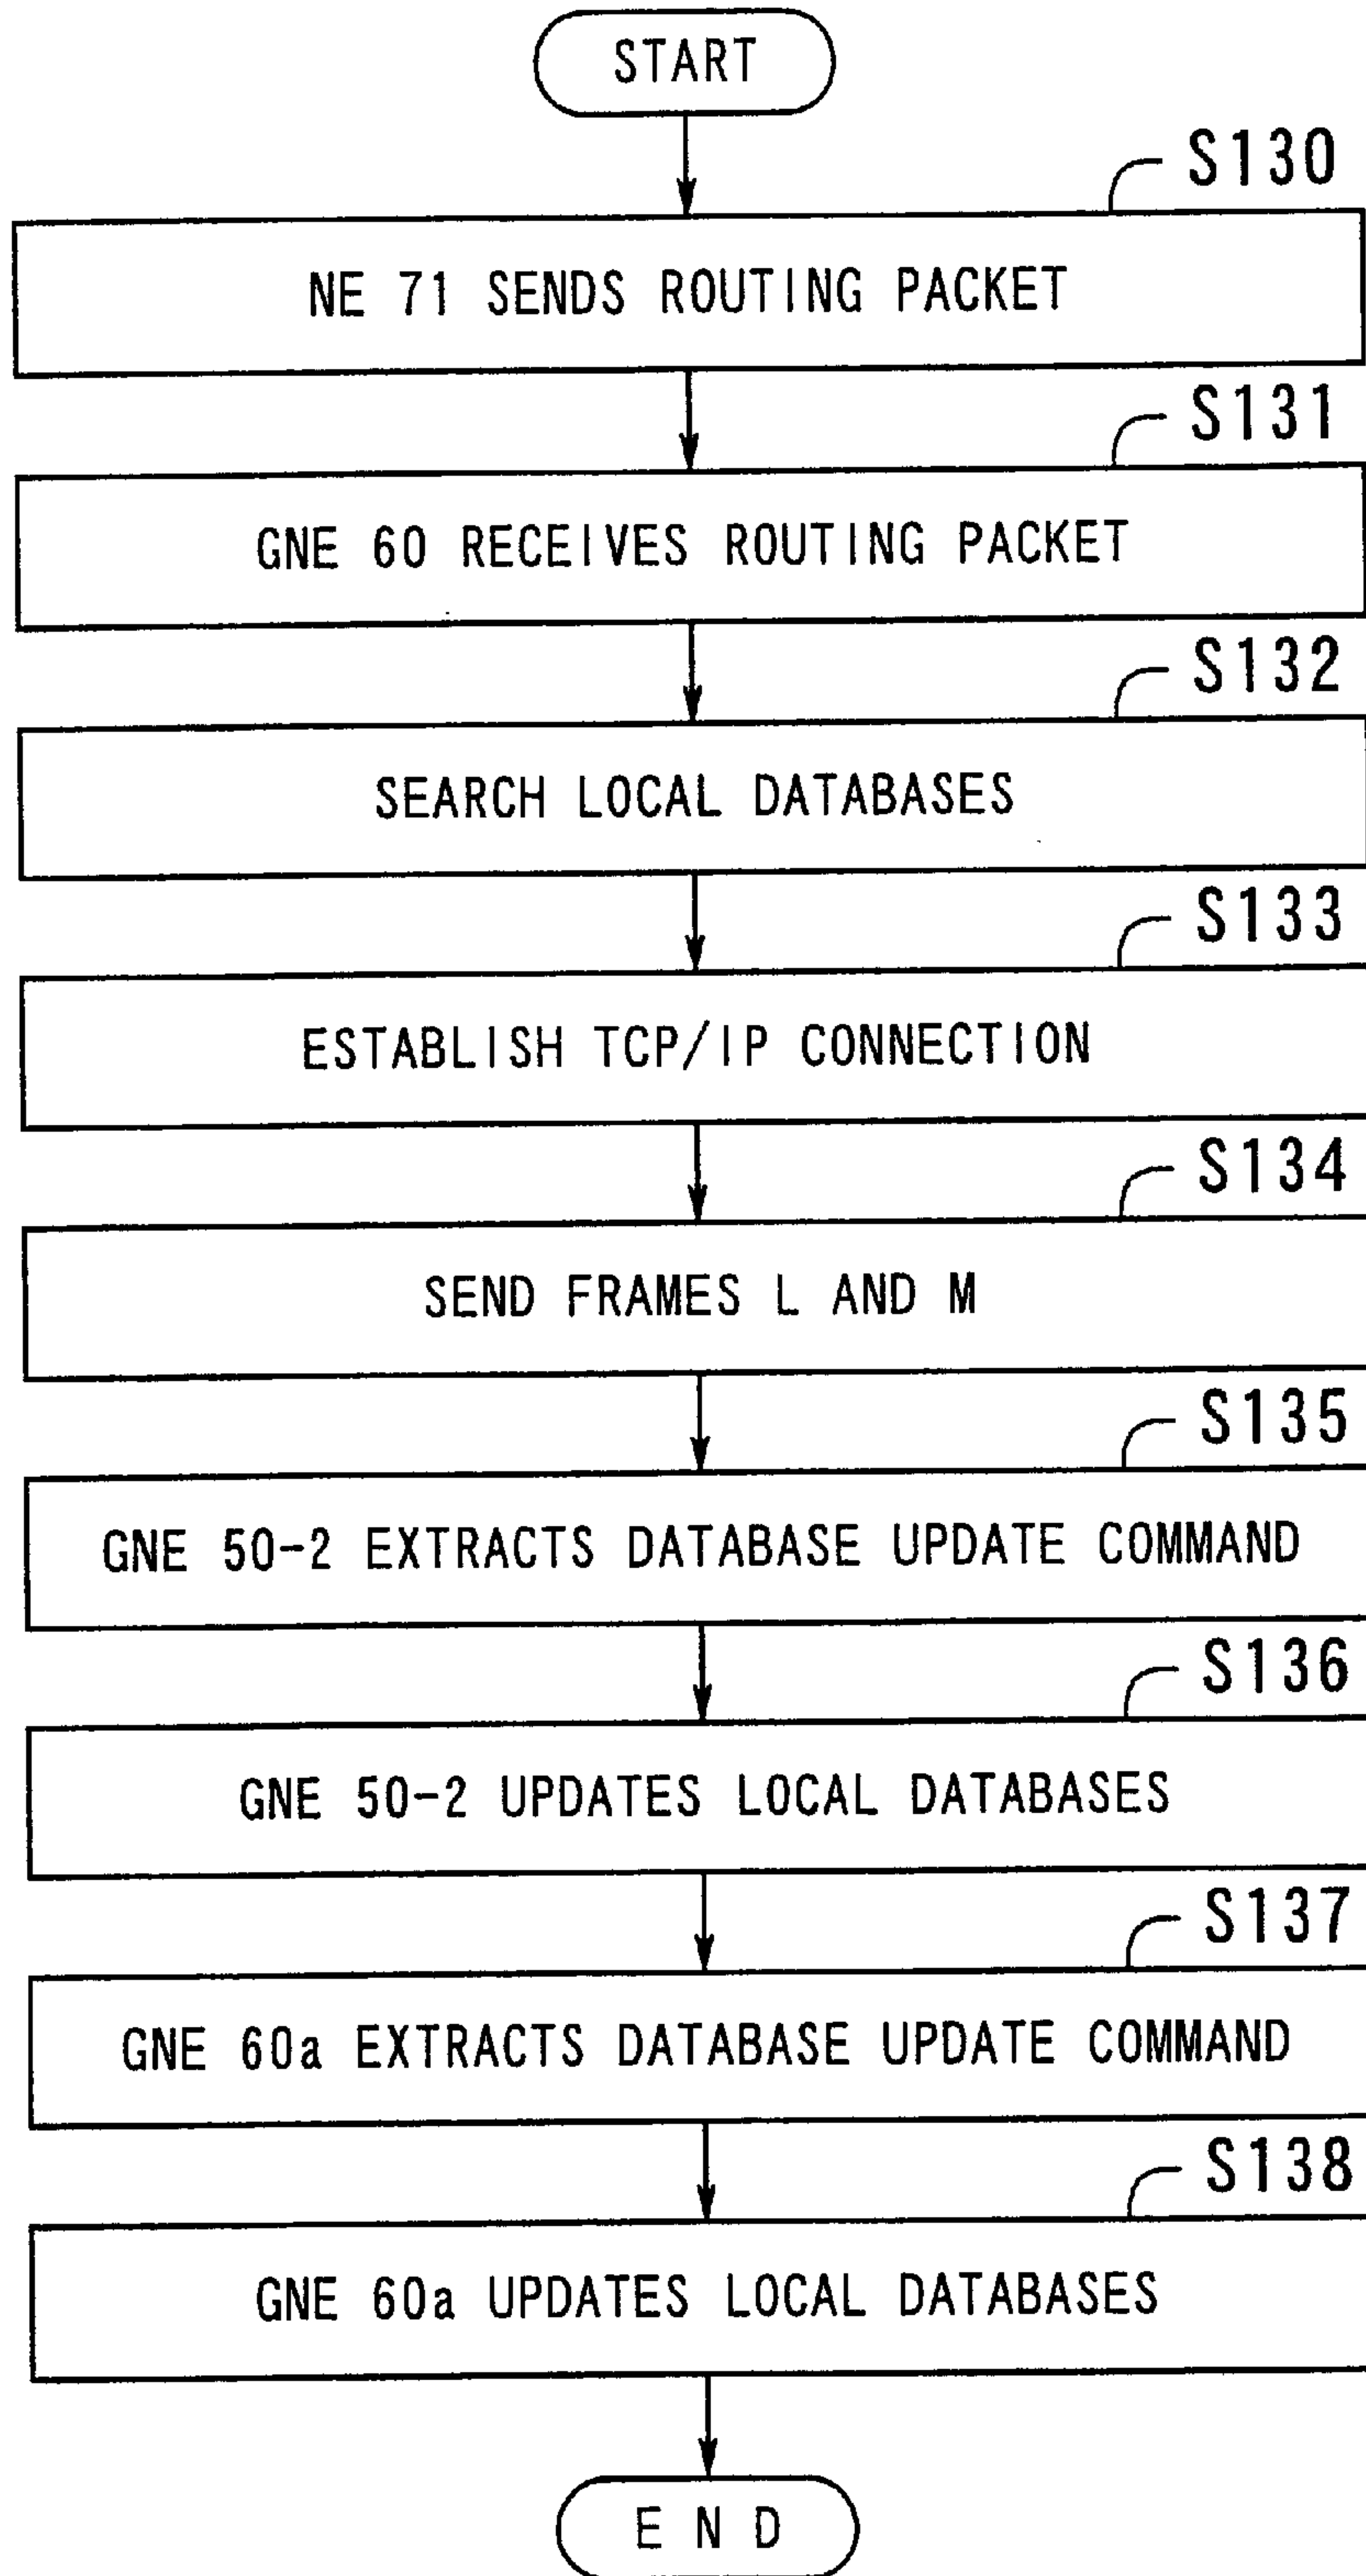 START
S130
NE 71 SENDS ROUTING PACKET
S131
GNE 60 RECEIVES ROUTING PACKET
S132
SEARCH LOCAL DATABASES
S133
ESTABLISH TCP/IP CONNECTION
S134
SEND FRAMES L AND M
S135
GNE 50-2 EXTRACTS DATABASE UPDATE COMMAND
S136
GNE 50-2 UPDATES LOCAL DATABASES
S137
GNE 60a EXTRACTS DATABASE UPDATE COMMAND
S138
GNE 60a UPDATES LOCAL DATABASES
END